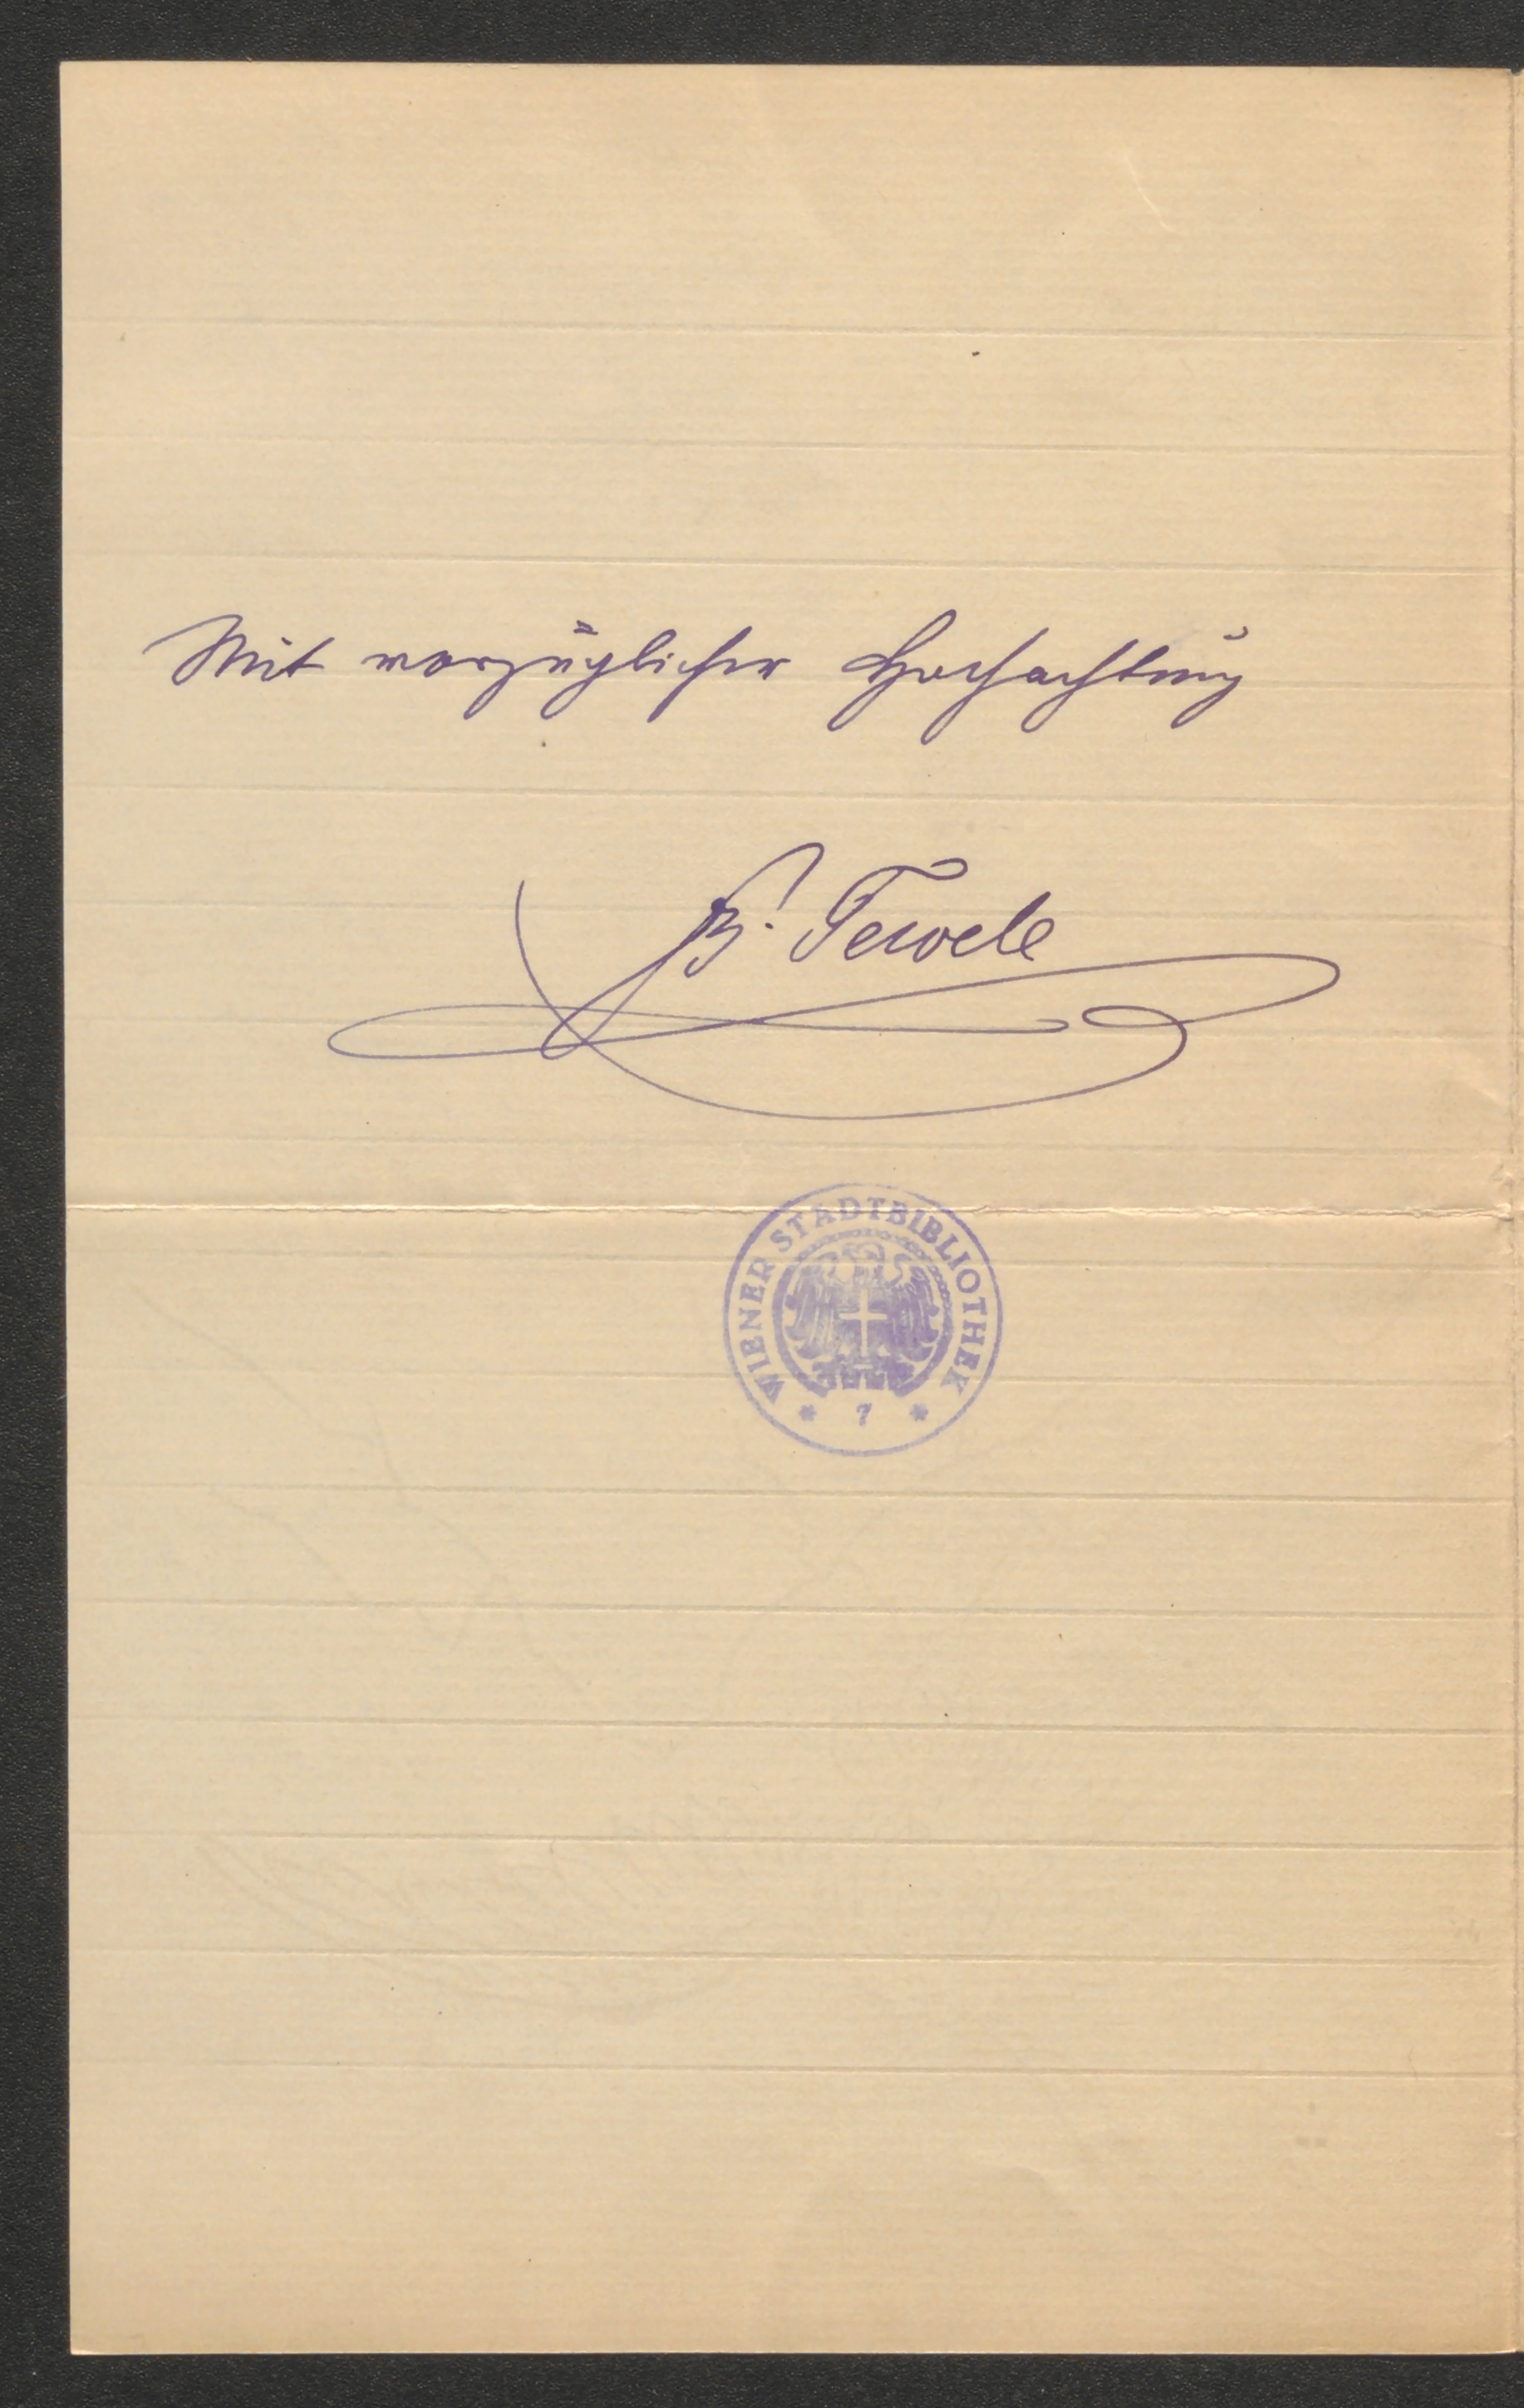 Mit vorzüglicher Hochachtung
Tewele
WIENER STADTBIBLIOTHEK
* 7 *